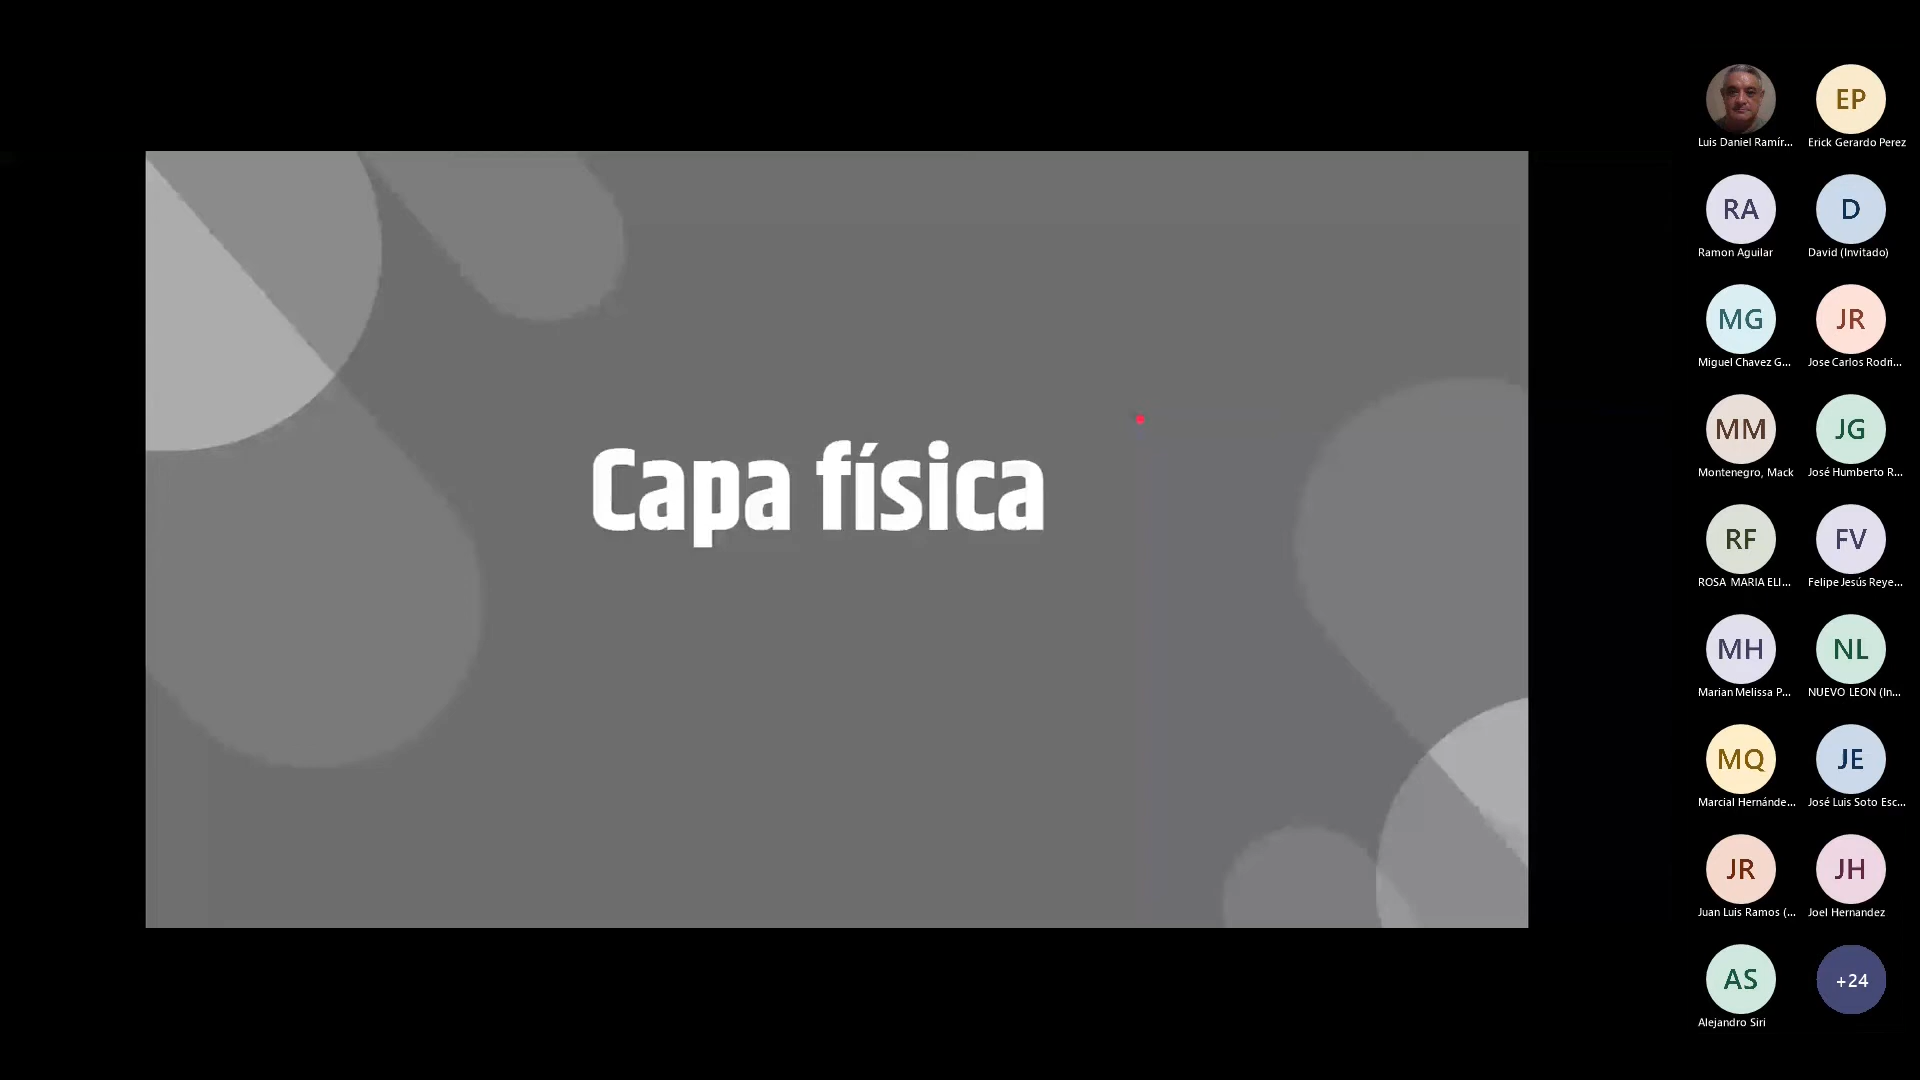 Capa física
EP
Luis Daniel Ramír...
Erick Gerardo Perez
RA
D
Ramon Aguilar
David (Invitado)
MG
JR
Miguel Chavez G...
Jose Carlos Rodri...
MM
JG
Montenegro, Mack
José Humberto R...
RF
FV
ROSA MARIA ELI...
Felipe Jesús Reye...
MH
NL
Marian Melissa P...
NUEVO LEON (In...
MQ
JE
Marcial Hernánde...
José Luis Soto Esc...
JR
JH
Juan Luis Ramos (...
Joel Hernandez
AS
+24
Alejandro Siri